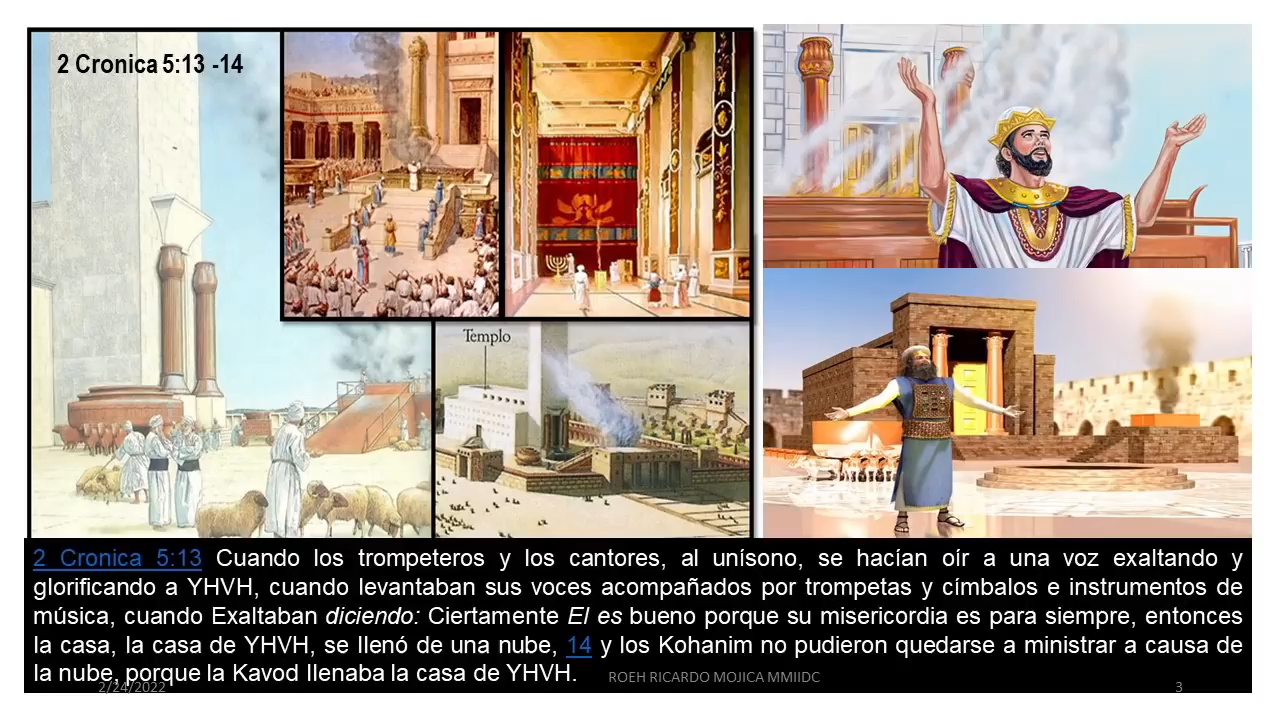 2 Cronica 5:13 -14
Templo
2 Cronica 5:13 Cuando los trompeteros y los cantores, al unísono, se hacían oír a una voz exaltando y
glorificando a YHVH, cuando levantaban sus voces acompañados por trompetas y címbalos e instrumentos de
música, cuando Exaltaban diciendo: Ciertamente El es bueno porque su misericordia es para siempre, entonces
la casa, la casa de YHVH, se llenó de una nube, 14 y los Kohanim no pudieron quedarse a ministrar a causa de
la nube, porque la Kavod llenaba la casa de YHVH.
2/24/2022
ROEH RICARDO MOJICA MMIIDC
3